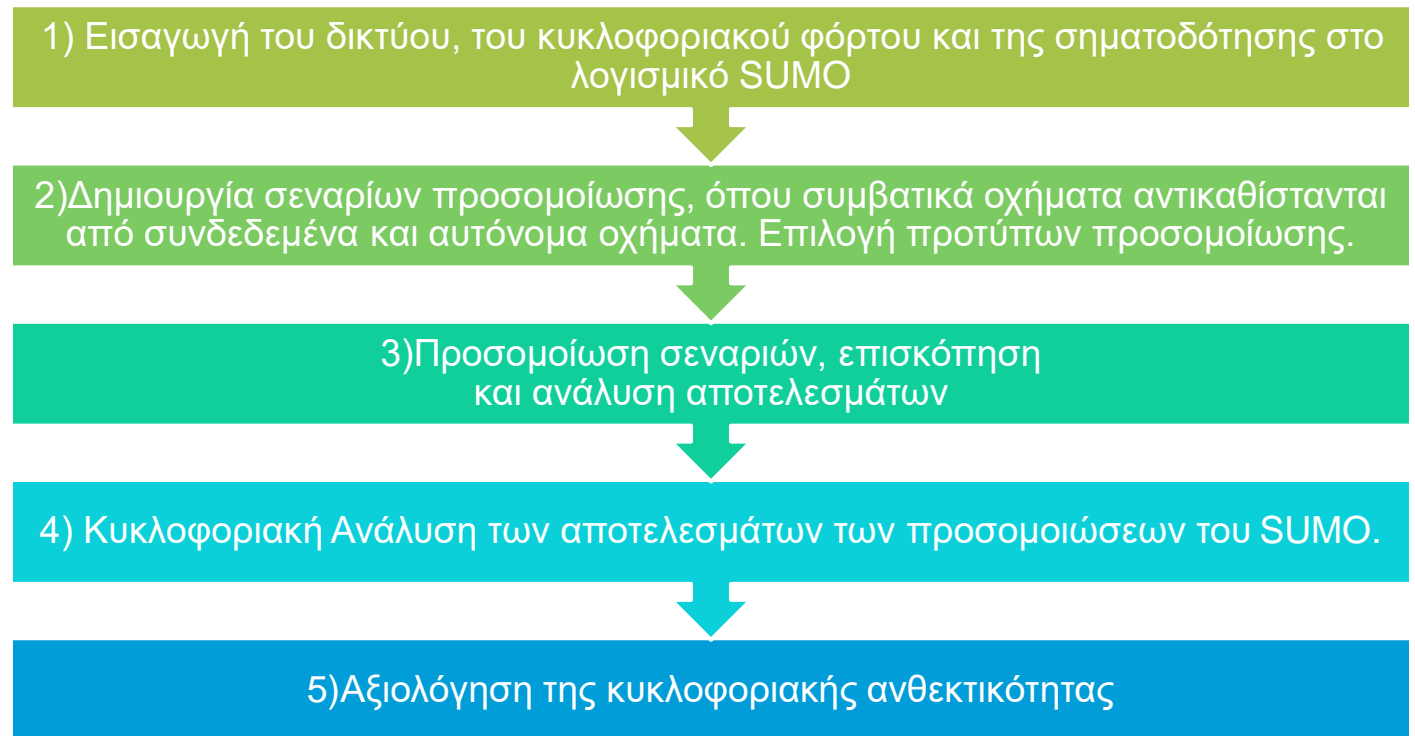 1) Εισαγωγή του δικτύου, του κυκλοφοριακού φόρτου και της σηματοδότησης στο
λογισμικό SUMO
2)Δημιουργία σεναρίων προσομοίωσης, όπου συμβατικά οχήματα αντικαθίστανται
από συνδεδεμένα και αυτόνομα οχήματα. Επιλογή προτύπων προσομοίωσης.
3)Προσομοίωση σεναριών, επισκόπηση
και ανάλυση αποτελεσμάτων
4) Κυκλοφοριακή Ανάλυση των αποτελεσμάτων των προσομοιώσεων του SUMO.
5)Αξιολόγηση της κυκλοφοριακής ανθεκτικότητας